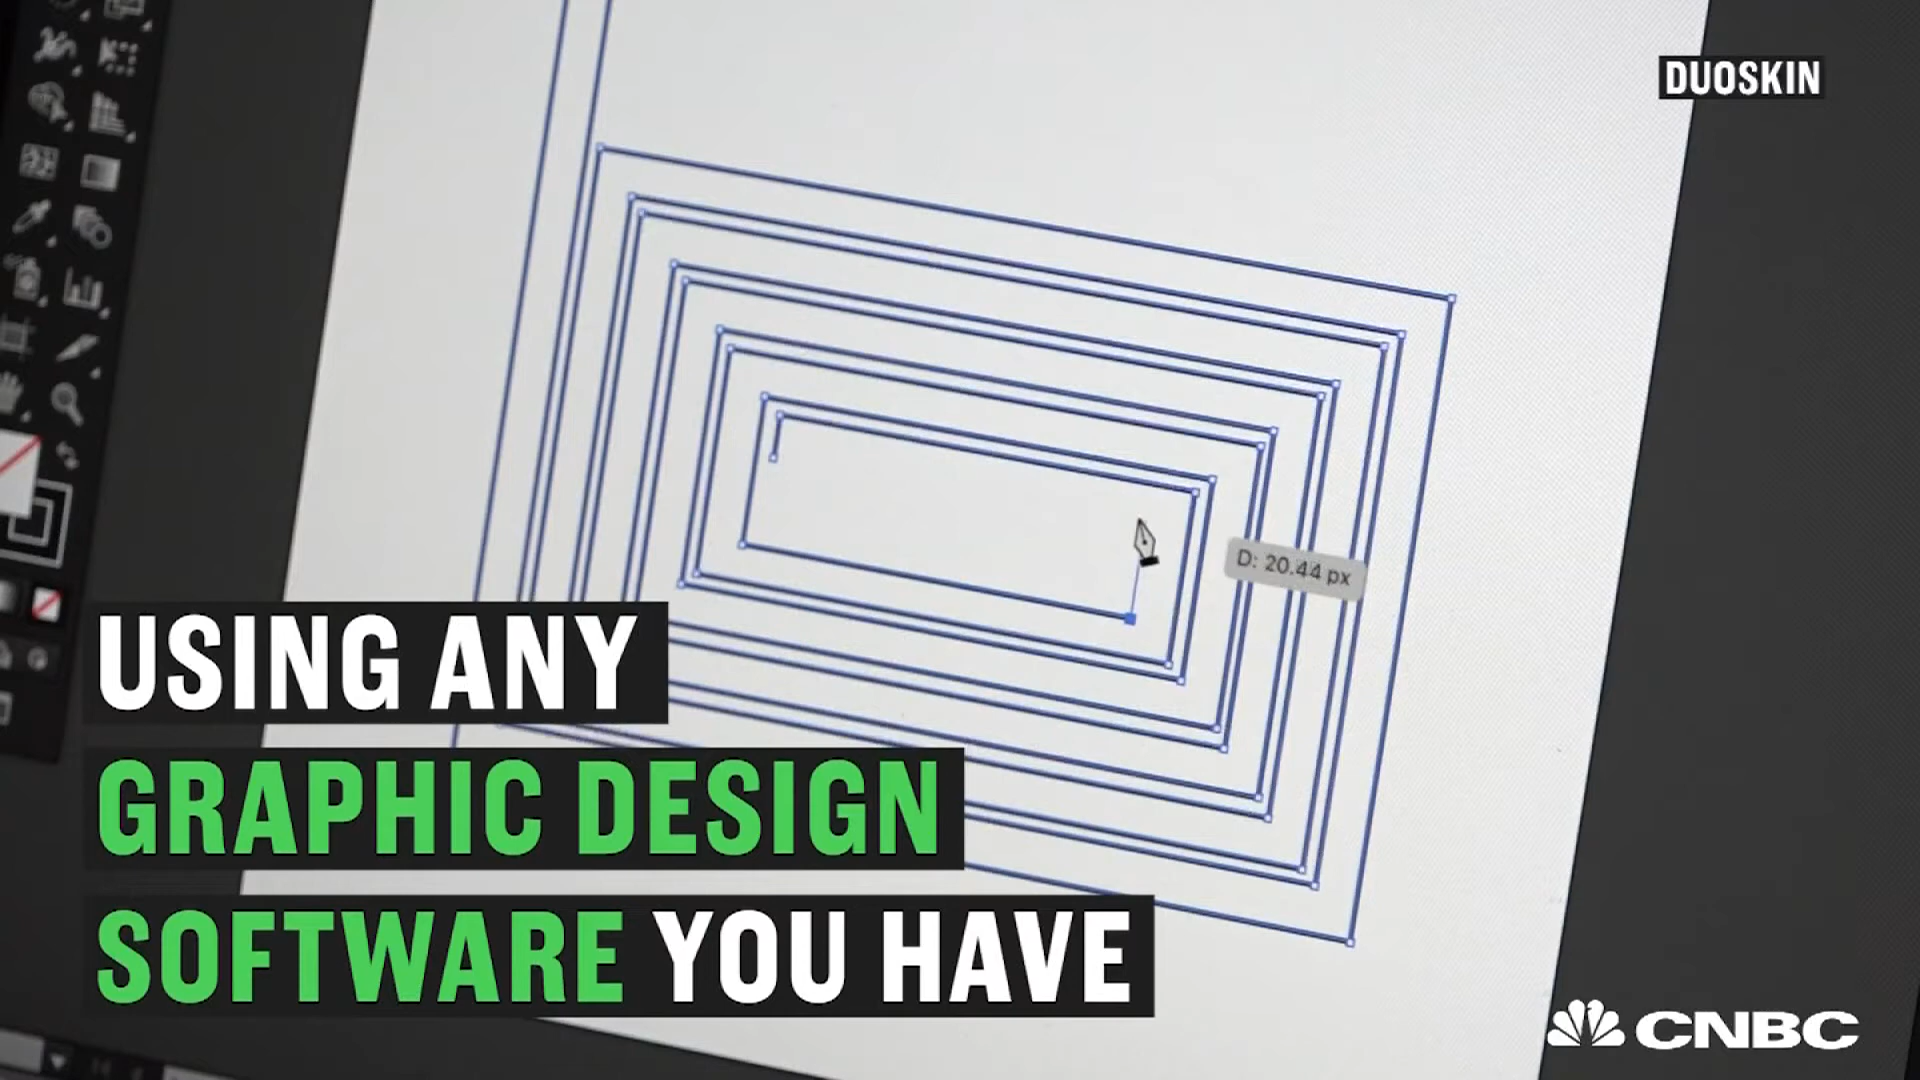 DUOSKIN
D: 20.44 px
USING ANY
GRAPHIC DESIGN
SOFTWARE YOU HAVE
CNBC